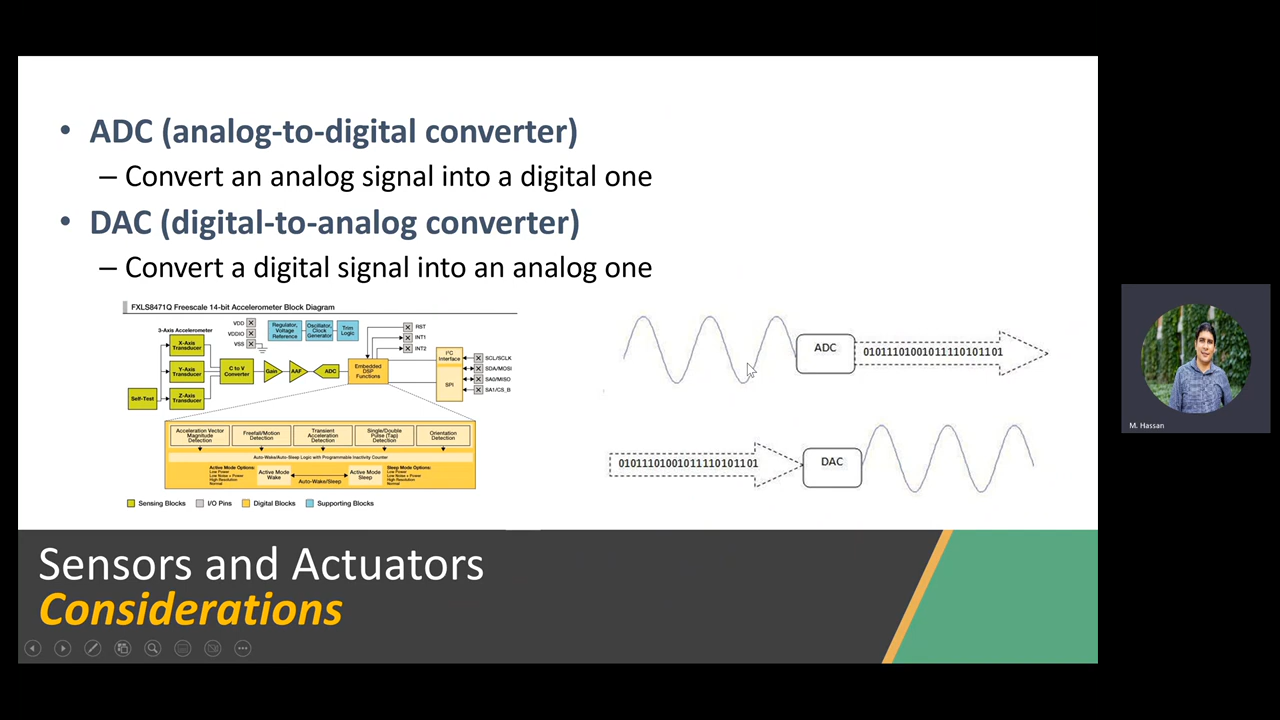 • ADC (analog-to-digital converter)
– Convert an analog signal into a digital one
• DAC (digital-to-analog converter)
– Convert a digital signal into an analog one
FXLS8471Q Freescale 14-bit Accelerometer Block Diagram
3-Axis Accelerometer
X-Axis
Transducer
Y-Axis
Transducer
Z-Axis
Transducer
Self-Test
VDD
VDDIO
VSS
Regulator,
Voltage
Reference
Oscillator,
Clock
Generator
Trim
Logic
C to V
Converter
Gain
AAF
ADC
Embedded
DSP
Functions
RST
INT1
INT2
I²C
Interface
SPI
SCL/SCLK
SDA/MOSI
SA0/MISO
SA1/CS_B
Acceleration Vector
Magnitude
Detection
Freefall/Motion
Detection
Transient
Acceleration
Detection
Single/Double
Pulse (Tap)
Detection
Orientation
Detection
Auto-Wake/Auto-Sleep Logic with Programmable Inactivity Counter
Active Mode Options:
Low Power
Low Noise + Power
High Resolution
Normal
Active Mode
Wake
Auto-Wake/Sleep
Active Mode
Sleep
Sleep Mode Options:
Low Power
Low Noise + Power
High Resolution
Normal
Sensing Blocks
I/O Pins
Digital Blocks
Supporting Blocks
ADC
01011101001011110101101
01011101001011110101101
DAC
Sensors and Actuators
Considerations
M. Hassan